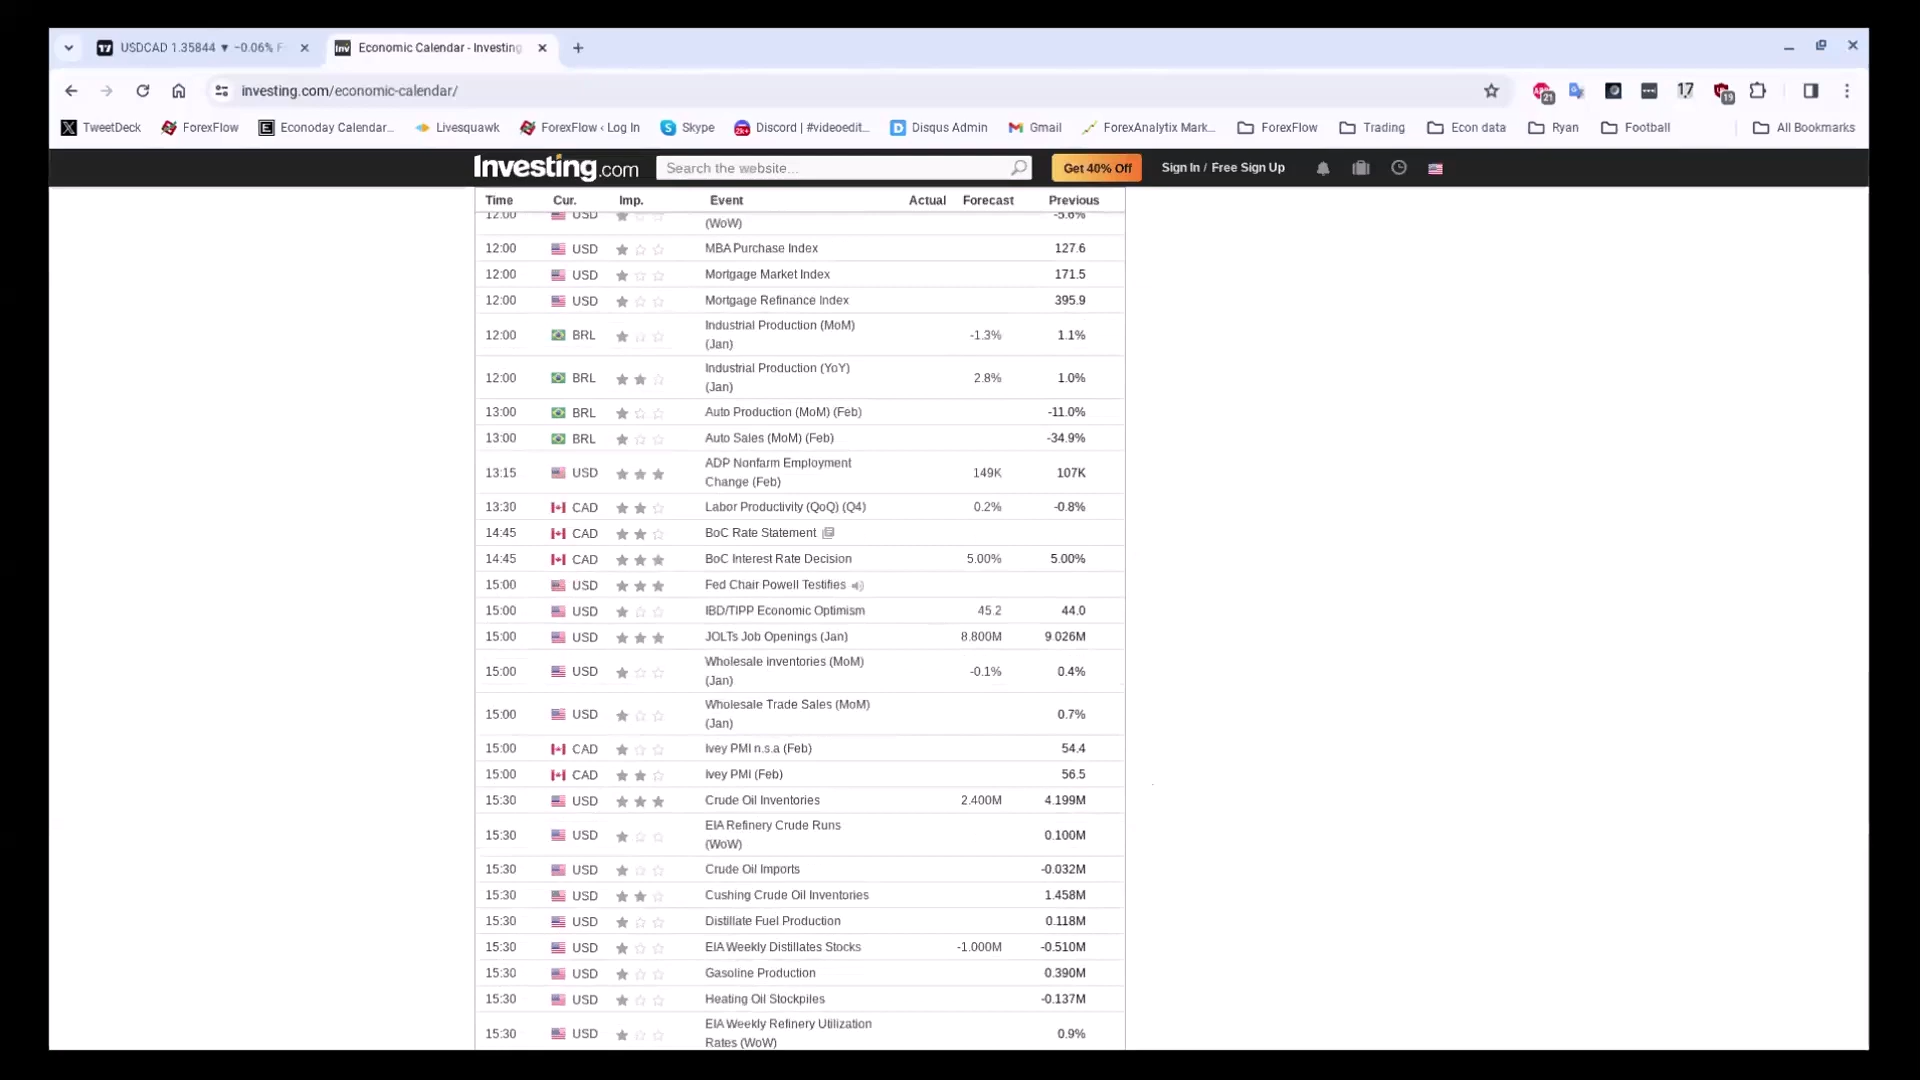 USDCAD 1.35844 ▼ −0.06% F
Economic Calendar - Investing
investing.com/economic-calendar/
21
17
19
TweetDeck ForexFlow Econoday Calendar... Livesquawk ForexFlow ‹ Log In Skype Discord | #videoedit... Disqus Admin Gmail ForexAnalytix Mark... ForexFlow Trading Econ data Ryan Football All Bookmarks
Investing.com Search the website... Get 40% Off Sign In / Free Sign Up
Time Cur. Imp. Event Actual Forecast Previous
12:00 USD (WoW) -5.6%
12:00 USD MBA Purchase Index 127.6
12:00 USD Mortgage Market Index 171.5
12:00 USD Mortgage Refinance Index 395.9
12:00 BRL Industrial Production (MoM) (Jan) -1.3% 1.1%
12:00 BRL Industrial Production (YoY) (Jan) 2.8% 1.0%
13:00 BRL Auto Production (MoM) (Feb) -11.0%
13:00 BRL Auto Sales (MoM) (Feb) -34.9%
13:15 USD ADP Nonfarm Employment Change (Feb) 149K 107K
13:30 CAD Labor Productivity (QoQ) (Q4) 0.2% -0.8%
14:45 CAD BoC Rate Statement
14:45 CAD BoC Interest Rate Decision 5.00% 5.00%
15:00 USD Fed Chair Powell Testifies
15:00 USD IBD/TIPP Economic Optimism 45.2 44.0
15:00 USD JOLTs Job Openings (Jan) 8.800M 9.026M
15:00 USD Wholesale Inventories (MoM) (Jan) -0.1% 0.4%
15:00 USD Wholesale Trade Sales (MoM) (Jan) 0.7%
15:00 CAD Ivey PMI n.s.a (Feb) 54.4
15:00 CAD Ivey PMI (Feb) 56.5
15:30 USD Crude Oil Inventories 2.400M 4.199M
15:30 USD EIA Refinery Crude Runs (WoW) 0.100M
15:30 USD Crude Oil Imports -0.032M
15:30 USD Cushing Crude Oil Inventories 1.458M
15:30 USD Distillate Fuel Production 0.118M
15:30 USD EIA Weekly Distillates Stocks -1.000M -0.510M
15:30 USD Gasoline Production 0.390M
15:30 USD Heating Oil Stockpiles -0.137M
15:30 USD EIA Weekly Refinery Utilization Rates (WoW) 0.9%